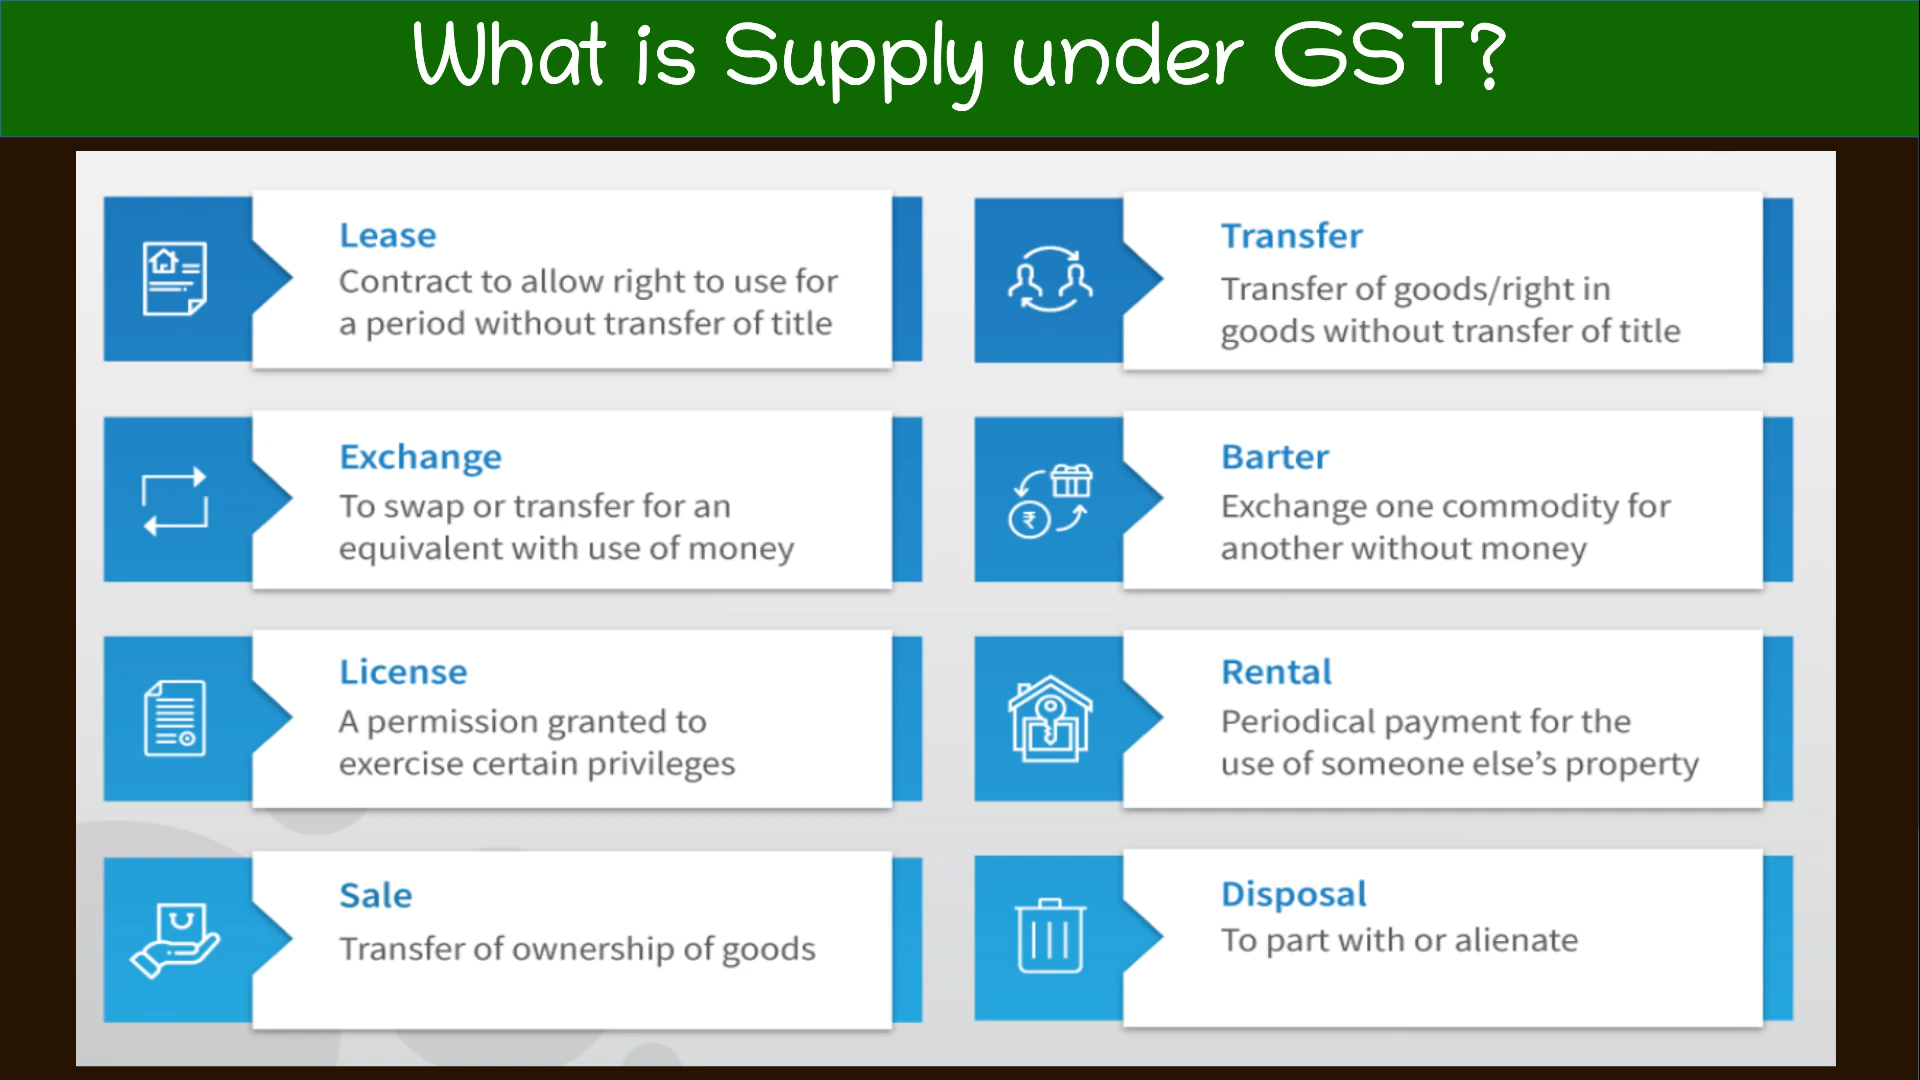 What is Supply under GST?
Lease
Contract to allow right to use for
a period without transfer of title
Transfer
Transfer of goods/right in
goods without transfer of title
Exchange
To swap or transfer for an
equivalent with use of money
Barter
Exchange one commodity for
another without money
₹
License
A permission granted to
exercise certain privileges
Rental
Periodical payment for the
use of someone else’s property
Sale
Transfer of ownership of goods
Disposal
To part with or alienate